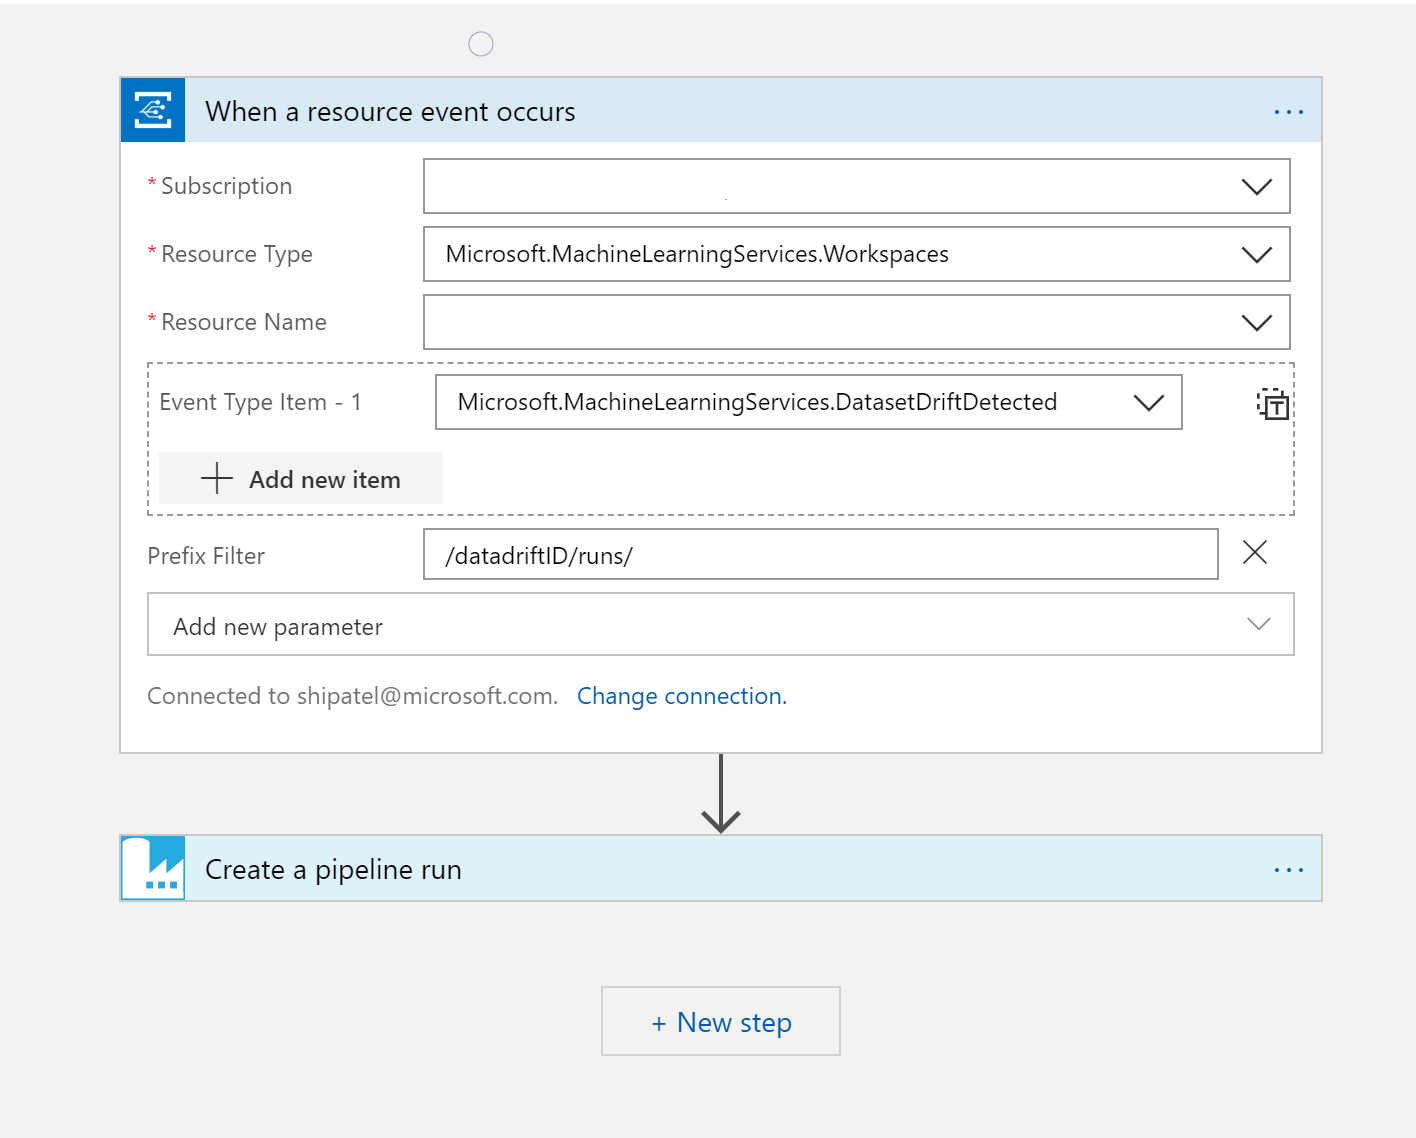 When a resource event occurs
* Subscription
* Resource Type Microsoft.MachineLearningServices.Workspaces
* Resource Name
Event Type Item - 1 Microsoft.MachineLearningServices.DatasetDriftDetected
Add new item
Prefix Filter /datadriftID/runs/
Add new parameter
Connected to shipatel@microsoft.com. Change connection.
Create a pipeline run
+ New step